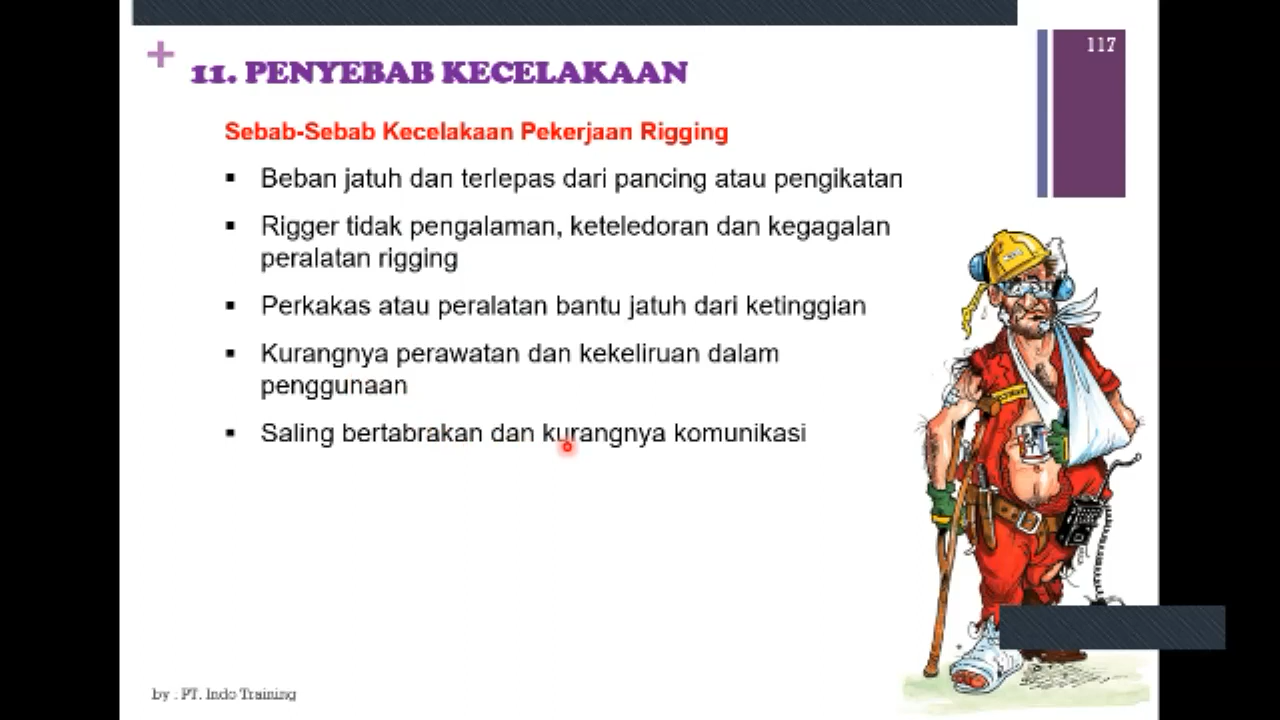 117
11. PENYEBAB KECELAKAAN
Sebab-Sebab Kecelakaan Pekerjaan Rigging
▪ Beban jatuh dan terlepas dari pancing atau pengikatan
▪ Rigger tidak pengalaman, keteledoran dan kegagalan
peralatan rigging
▪ Perkakas atau peralatan bantu jatuh dari ketinggian
▪ Kurangnya perawatan dan kekeliruan dalam
penggunaan
▪ Saling bertabrakan dan kurangnya komunikasi
by . PT. Indo Training